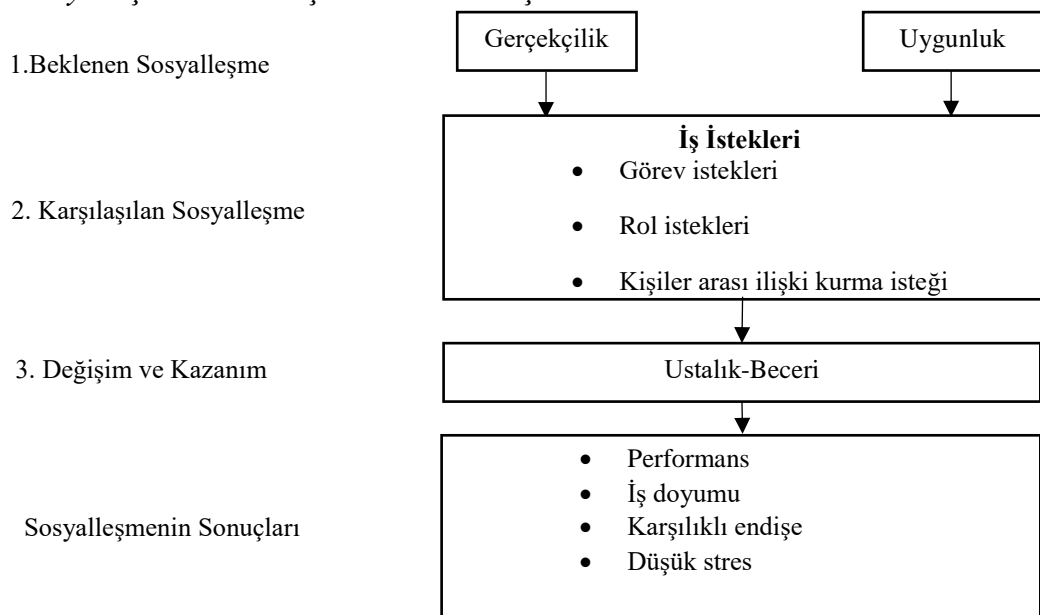 Gerçekçilik
Uygunluk
1.Beklenen Sosyalleşme
İş İstekleri
• Görev istekleri
2. Karşılaşılan Sosyalleşme
• Rol istekleri
• Kişiler arası ilişki kurma isteği
3. Değişim ve Kazanım
Ustalık-Beceri
• Performans
• İş doyumu
Sosyalleşmenin Sonuçları
• Karşılıklı endişe
• Düşük stres